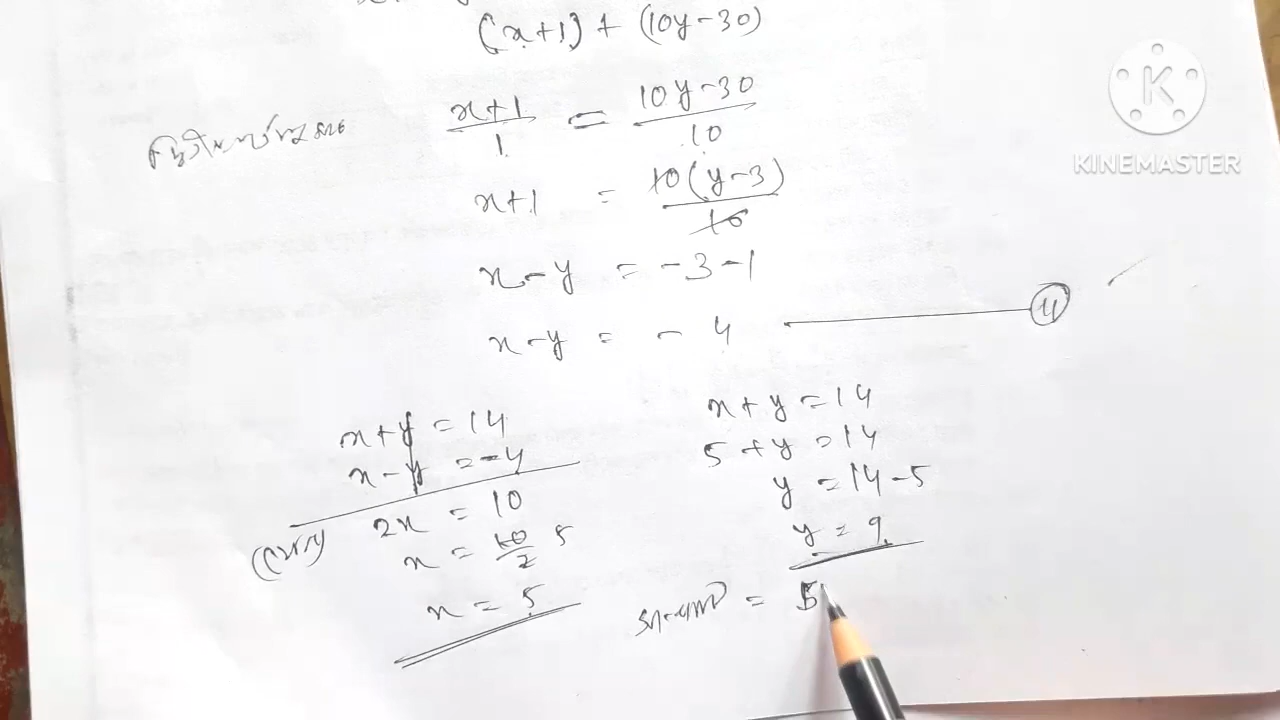 (x+1) + (10y-30)
x+1/1 = 10y-30/10
KINEMASTER
x+1 = 10(y-3)/10
x-y = -3-1
x-y = - 4
x+y = 14
x-y = -4
2x = 10
x = 10/2 5
x = 5
x+y = 14
5+y = 14
y = 14-5
y = 9
= 5